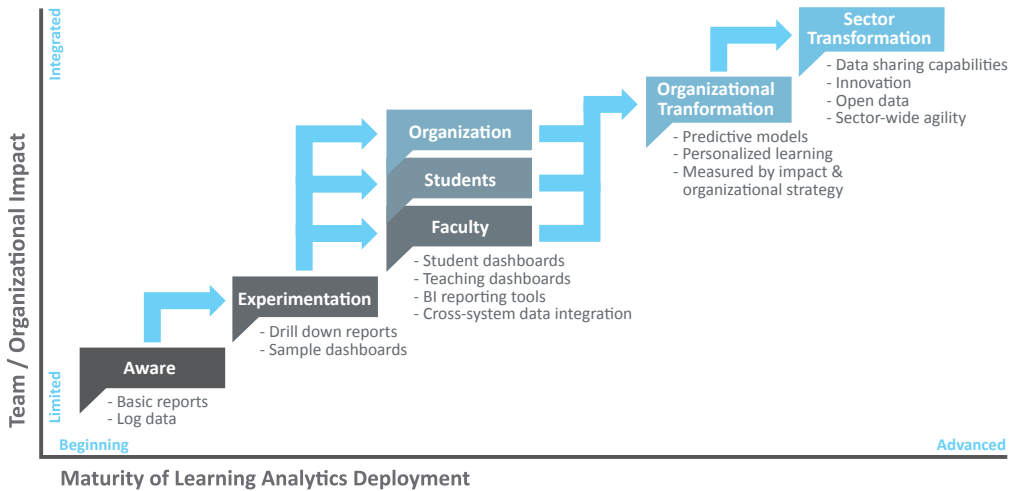 Team / Organizational Impact
Integrated
Limited
Sector
Transformation
- Data sharing capabilities
- Innovation
- Open data
- Sector-wide agility
Organizational
Tranformation
- Predictive models
- Personalized learning
- Measured by impact &
organizational strategy
Organization
Students
Faculty
- Student dashboards
- Teaching dashboards
- BI reporting tools
- Cross-system data integration
Experimentation
- Drill down reports
- Sample dashboards
Aware
- Basic reports
- Log data
Beginning
Advanced
Maturity of Learning Analytics Deployment